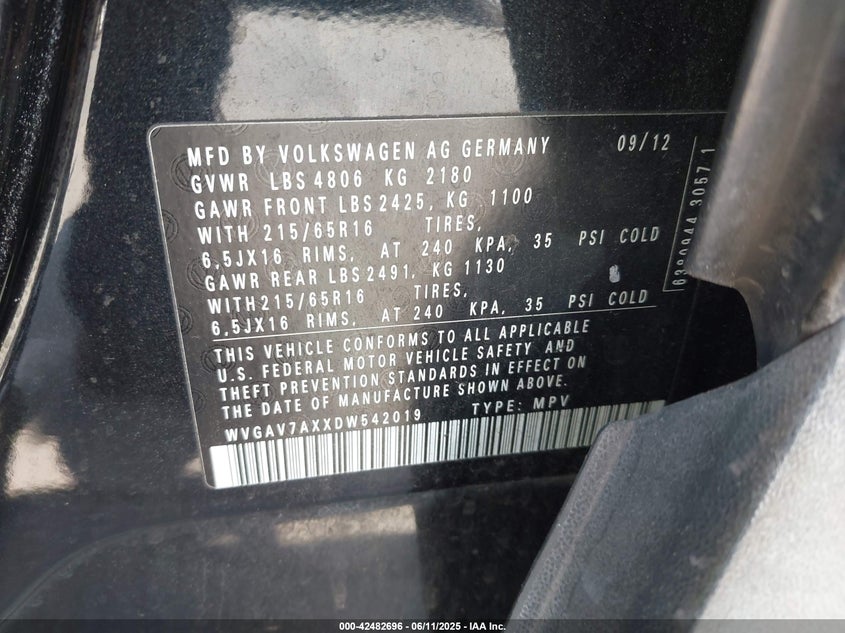 MFD BY VOLKSWAGEN AG GERMANY 09/12
GVWR LBS 4806 KG 2180
GAWR FRONT LBS 2425, KG 1100
WITH 215/65R16 TIRES,
6,5JX16 RIMS, AT 240 KPA, 35 PSI COLD
GAWR REAR LBS 2491, KG 1130
WITH 215/65R16 TIRES,
6,5JX16 RIMS, AT 240 KPA, 35 PSI COLD
THIS VEHICLE CONFORMS TO ALL APPLICABLE
U.S. FEDERAL MOTOR VEHICLE SAFETY AND
THEFT PREVENTION STANDARDS IN EFFECT ON
THE DATE OF MANUFACTURE SHOWN ABOVE.
WVGAV7AXXDW542019 TYPE: MPV
30571
000-42482696 - 06/11/2025 - IAA Inc.